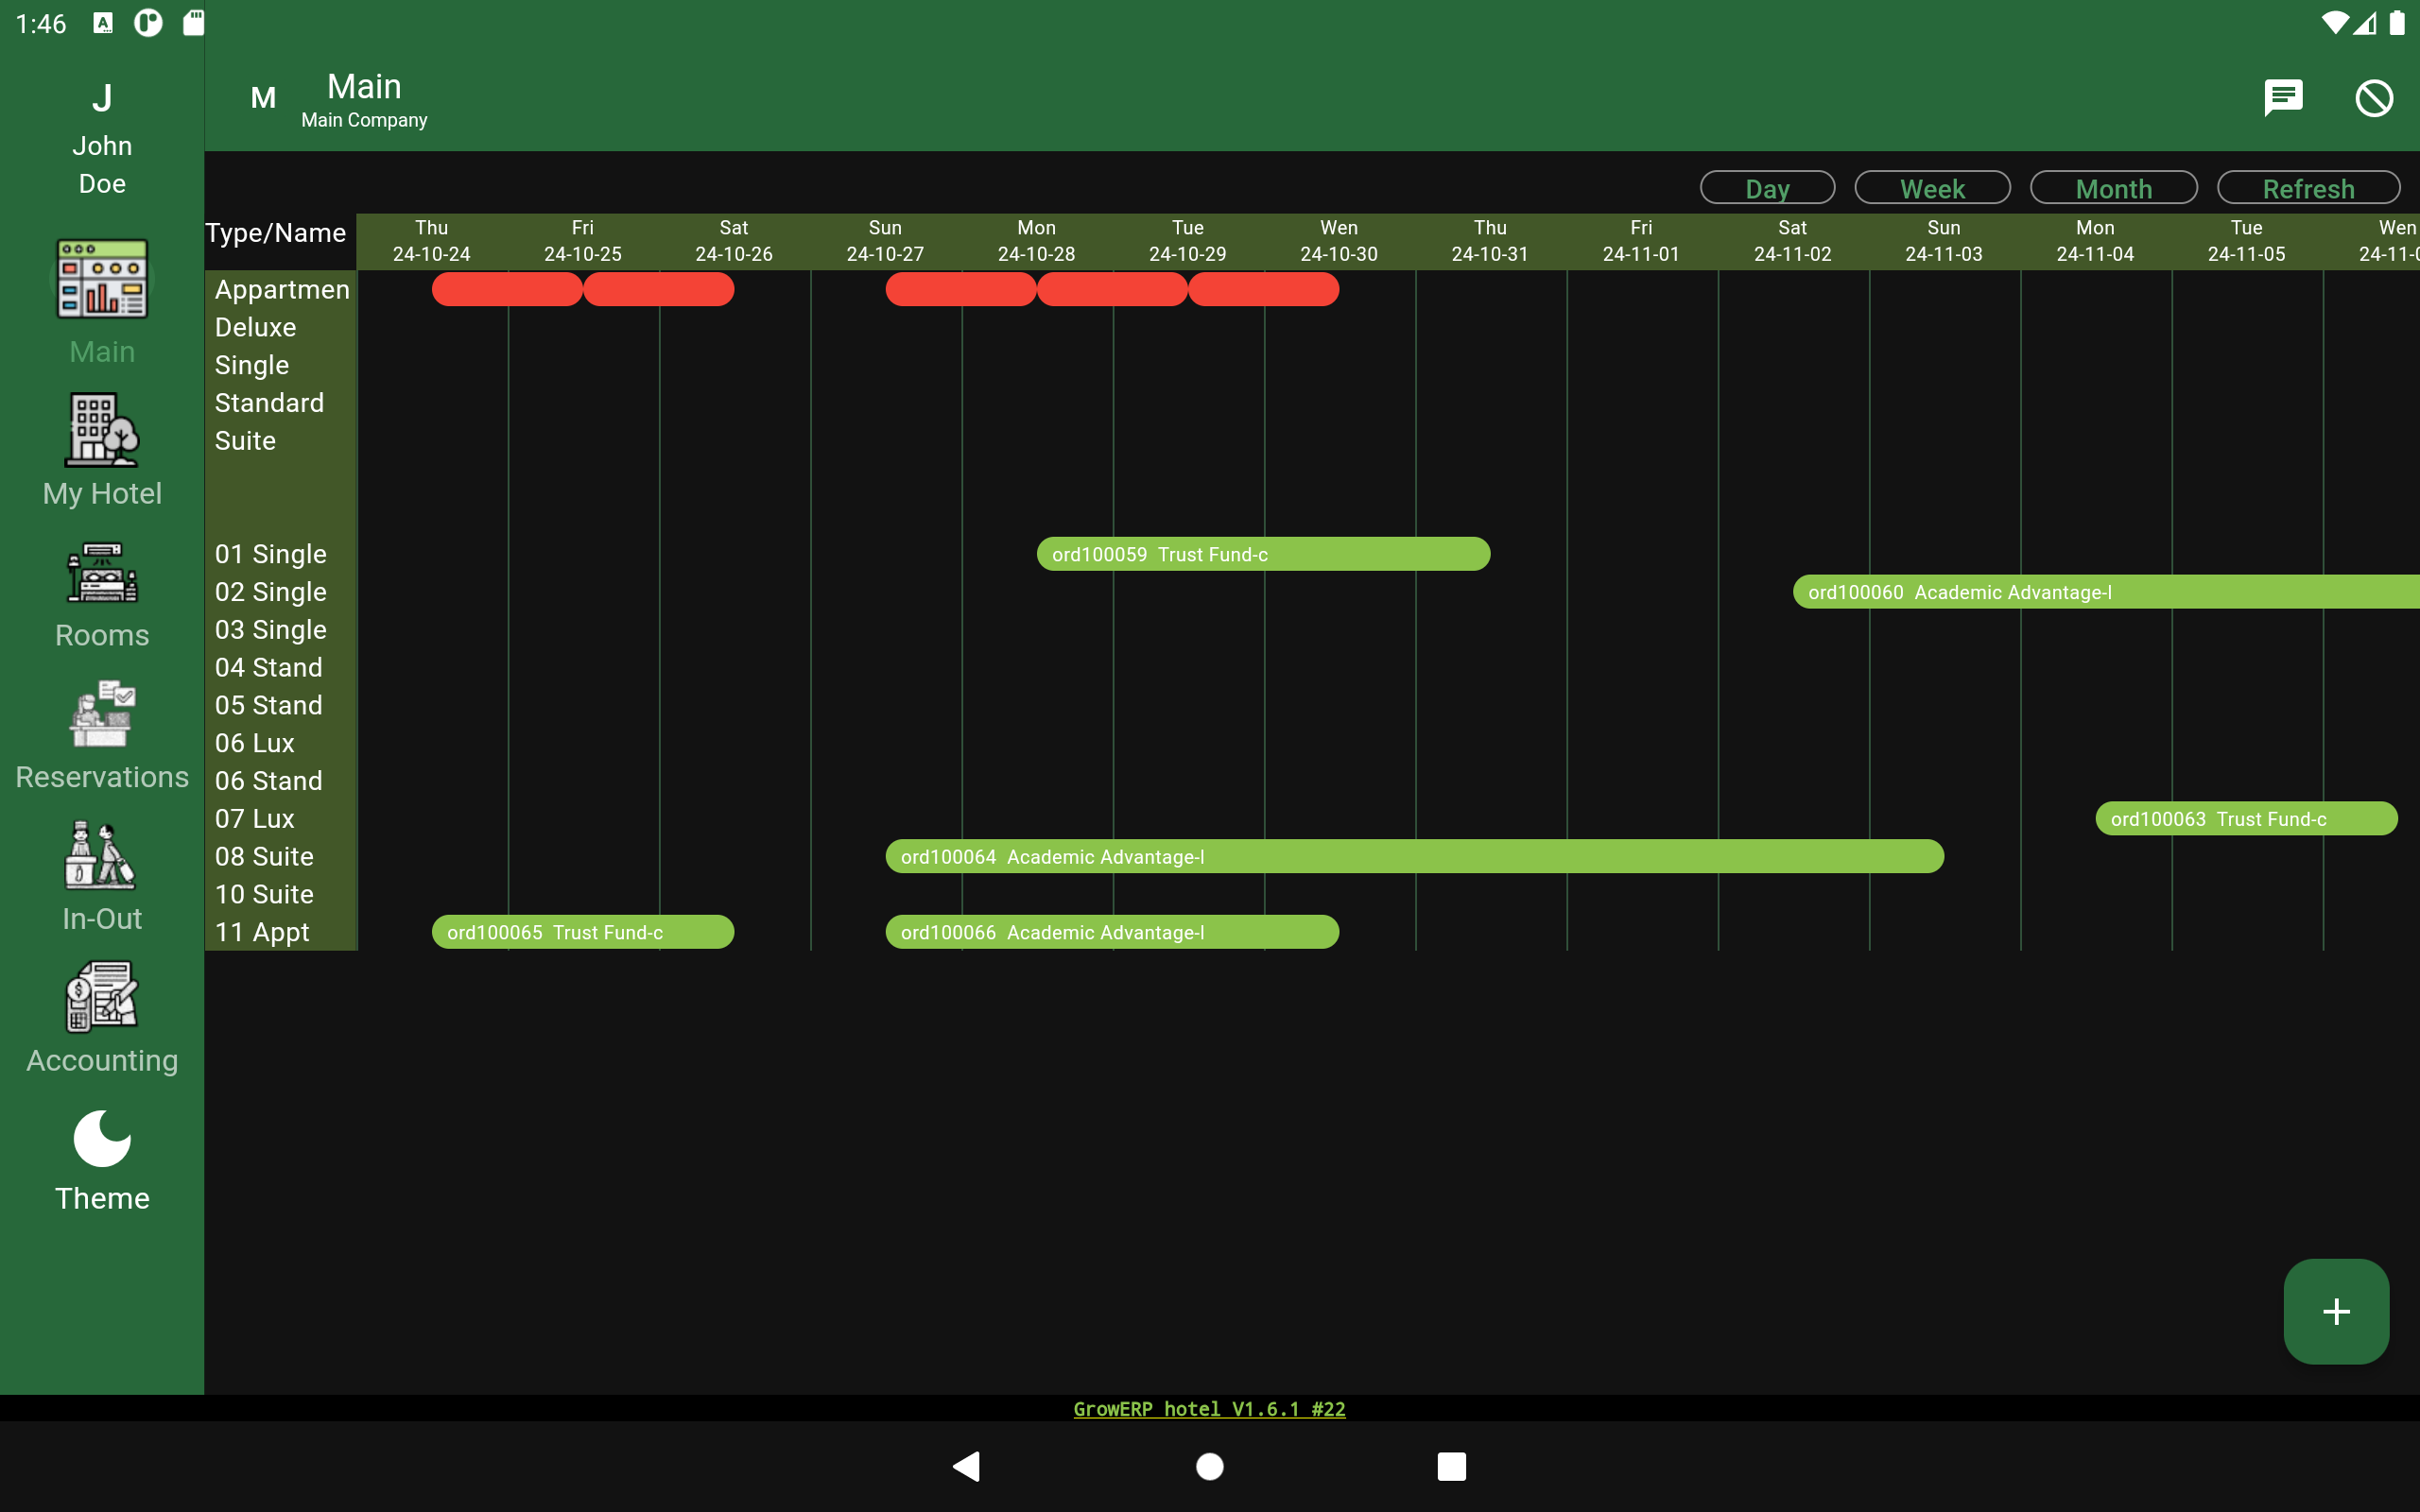 1:46
J
John
Doe
M
Main
Main Company
Day Week Month Refresh
Type/Name
Thu Fri Sat Sun Mon Tue Wen Thu Fri Sat Sun Mon Tue Wen
24-10-24 24-10-25 24-10-26 24-10-27 24-10-28 24-10-29 24-10-30 24-10-31 24-11-01 24-11-02 24-11-03 24-11-04 24-11-05
Appartmen
Deluxe
Single
Standard
Suite
01 Single ord100059 Trust Fund-c
02 Single ord100060 Academic Advantage-l
03 Single
04 Stand
05 Stand
06 Lux
06 Stand
07 Lux ord100063 Trust Fund-c
08 Suite ord100064 Academic Advantage-l
10 Suite
11 Appt ord100065 Trust Fund-c ord100066 Academic Advantage-l
Main
My Hotel
Rooms
Reservations
In-Out
Accounting
Theme
GrowERP hotel V1.6.1 #22